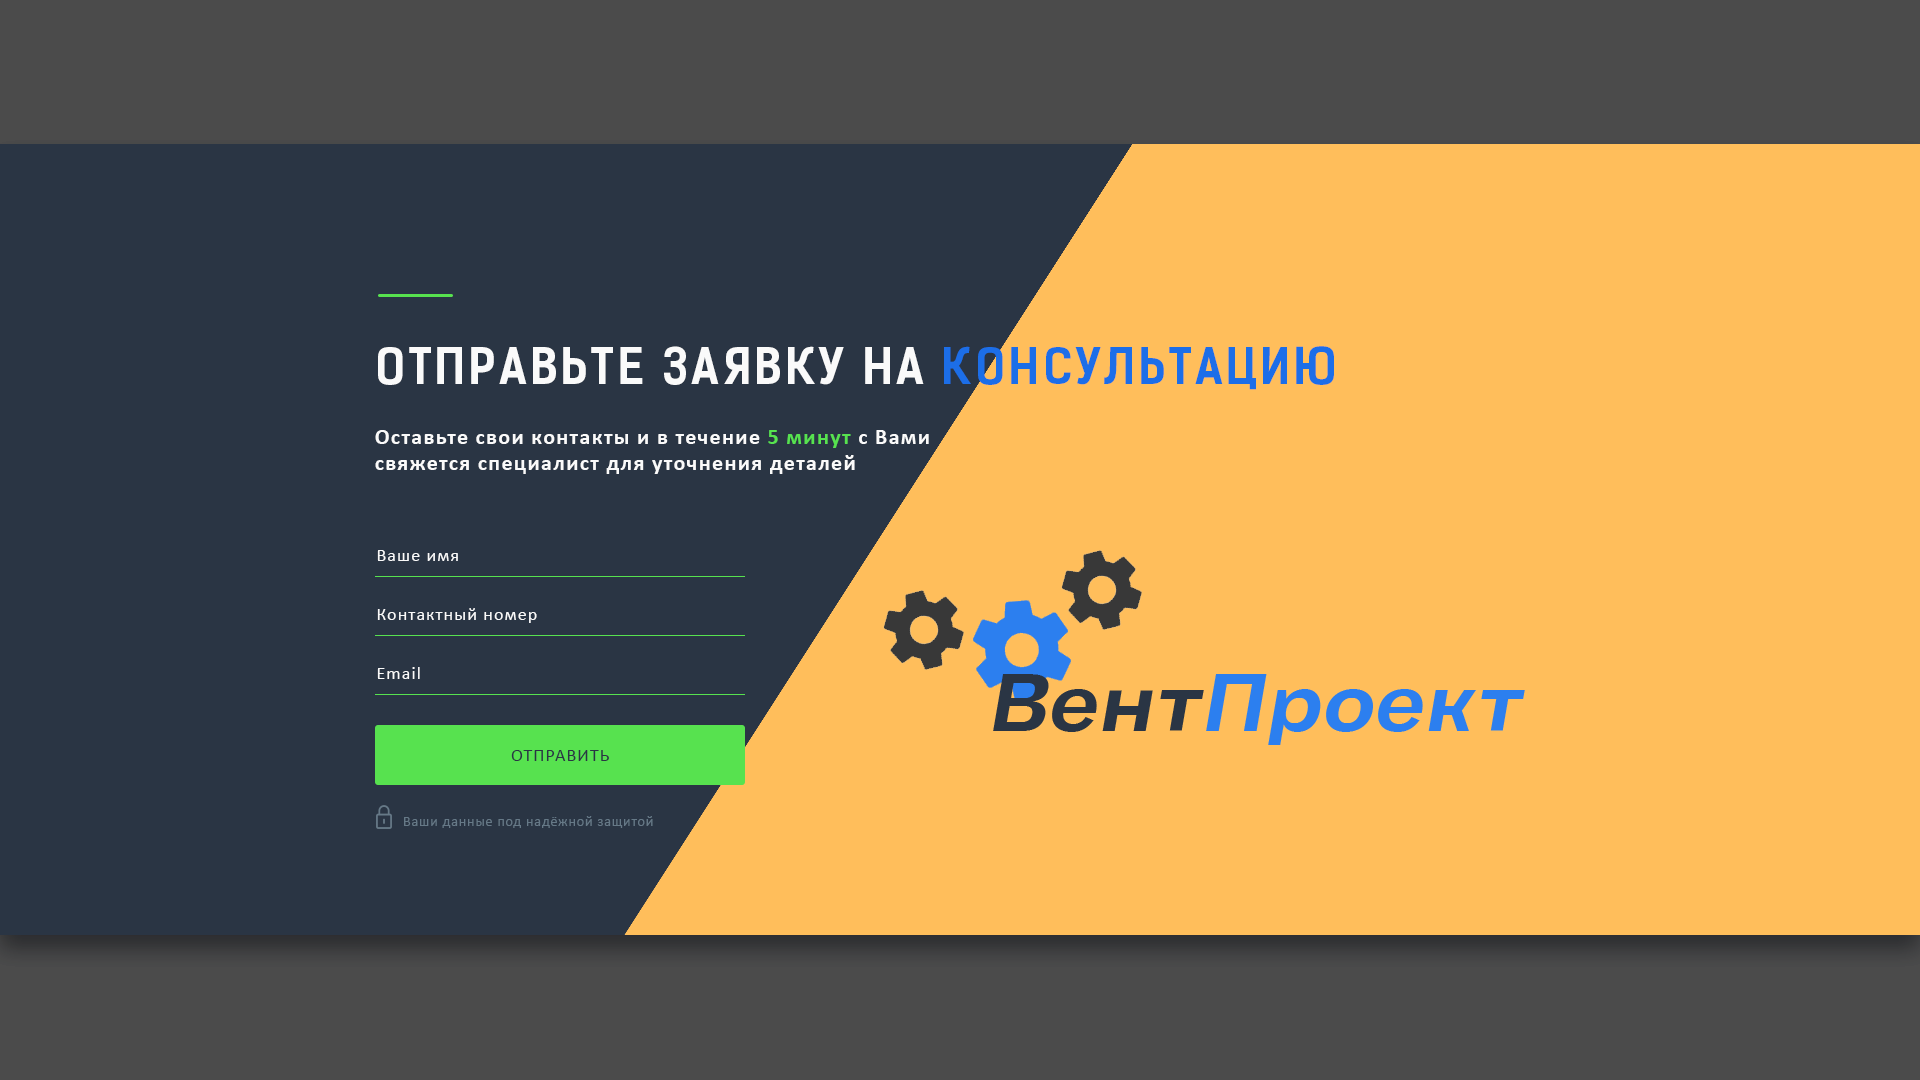 ОТПРАВЬТЕ ЗАЯВКУ НА КОНСУЛЬТАЦИЮ
Оставьте свои контакты и в течение 5 минут с Вами
свяжется специалист для уточнения деталей
Ваше имя
Контактный номер
Email
ОТПРАВИТЬ
Ваши данные под надёжной защитой
ВентПроект